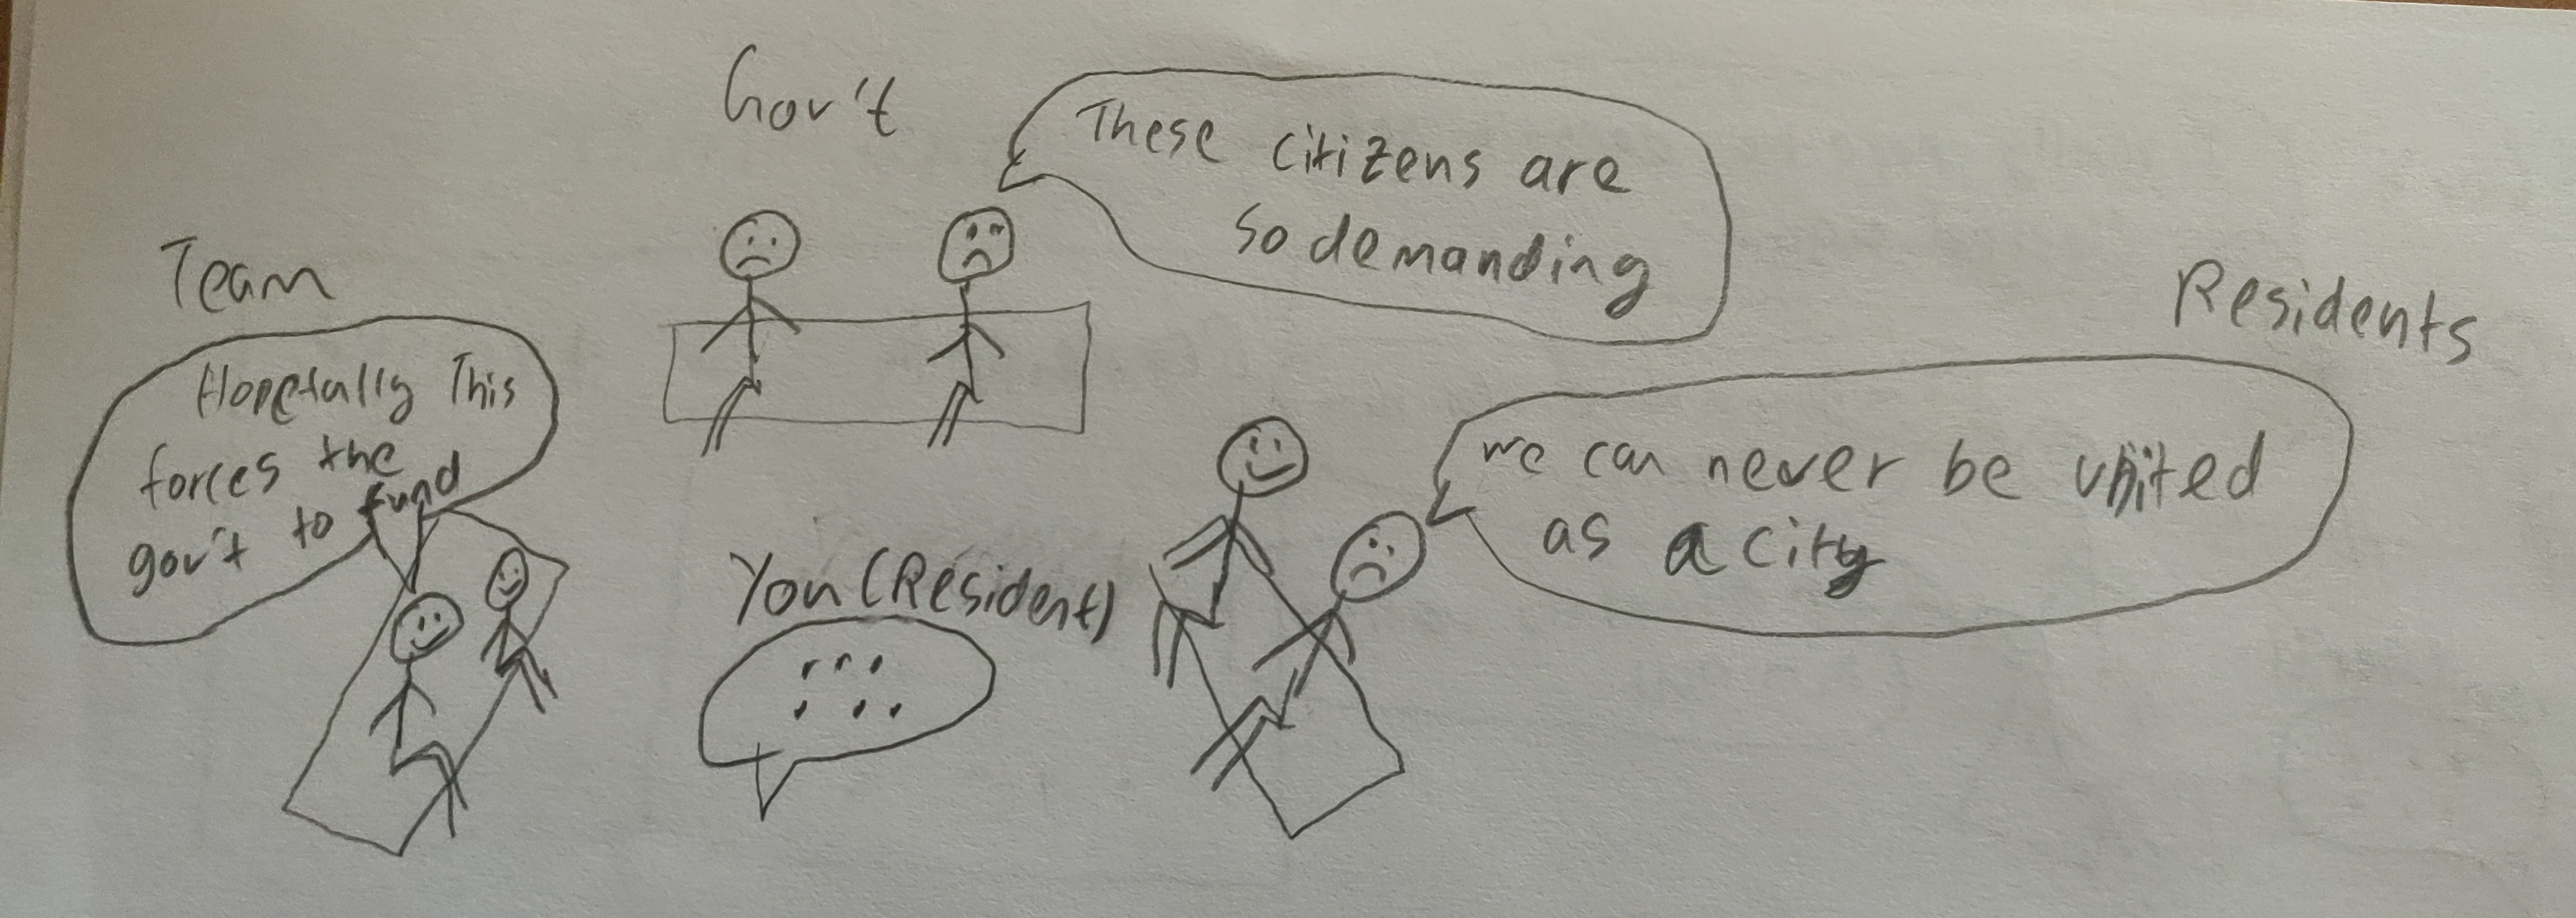 Gov't
These citizens are
so demanding
Team
Hopefully This
forces the
gov't to fund
Residents
we can never be united
as a city
You (Resident)
... ...